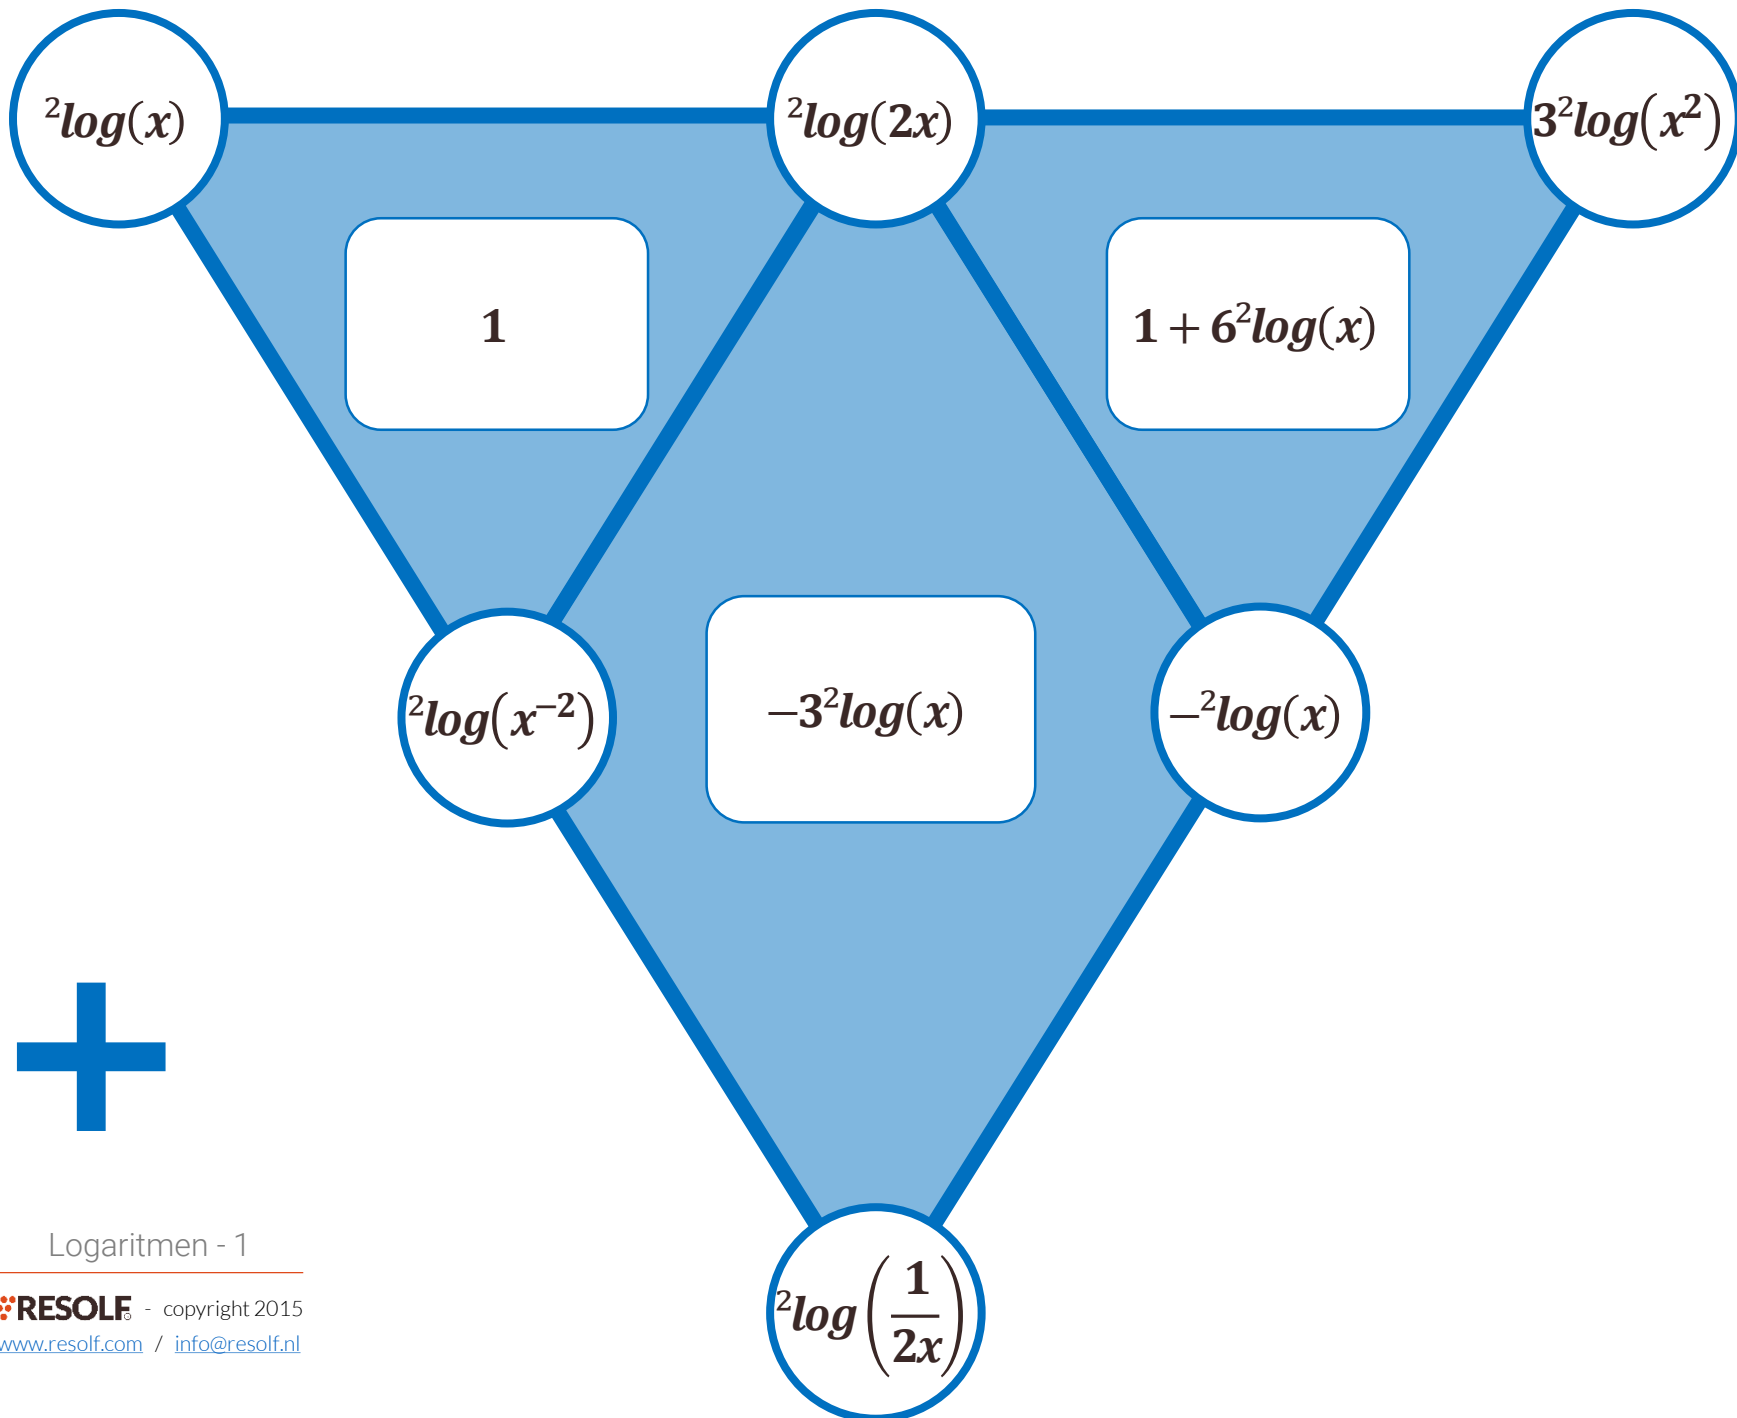 ²log(x)
²log(2x)
3²log(x²)
1
1 + 6²log(x)
²log(x⁻²)
−3²log(x)
−²log(x)
²log(1/2x)
Logaritmen - 1
RESOLF - copyright 2015
www.resolf.com / info@resolf.nl